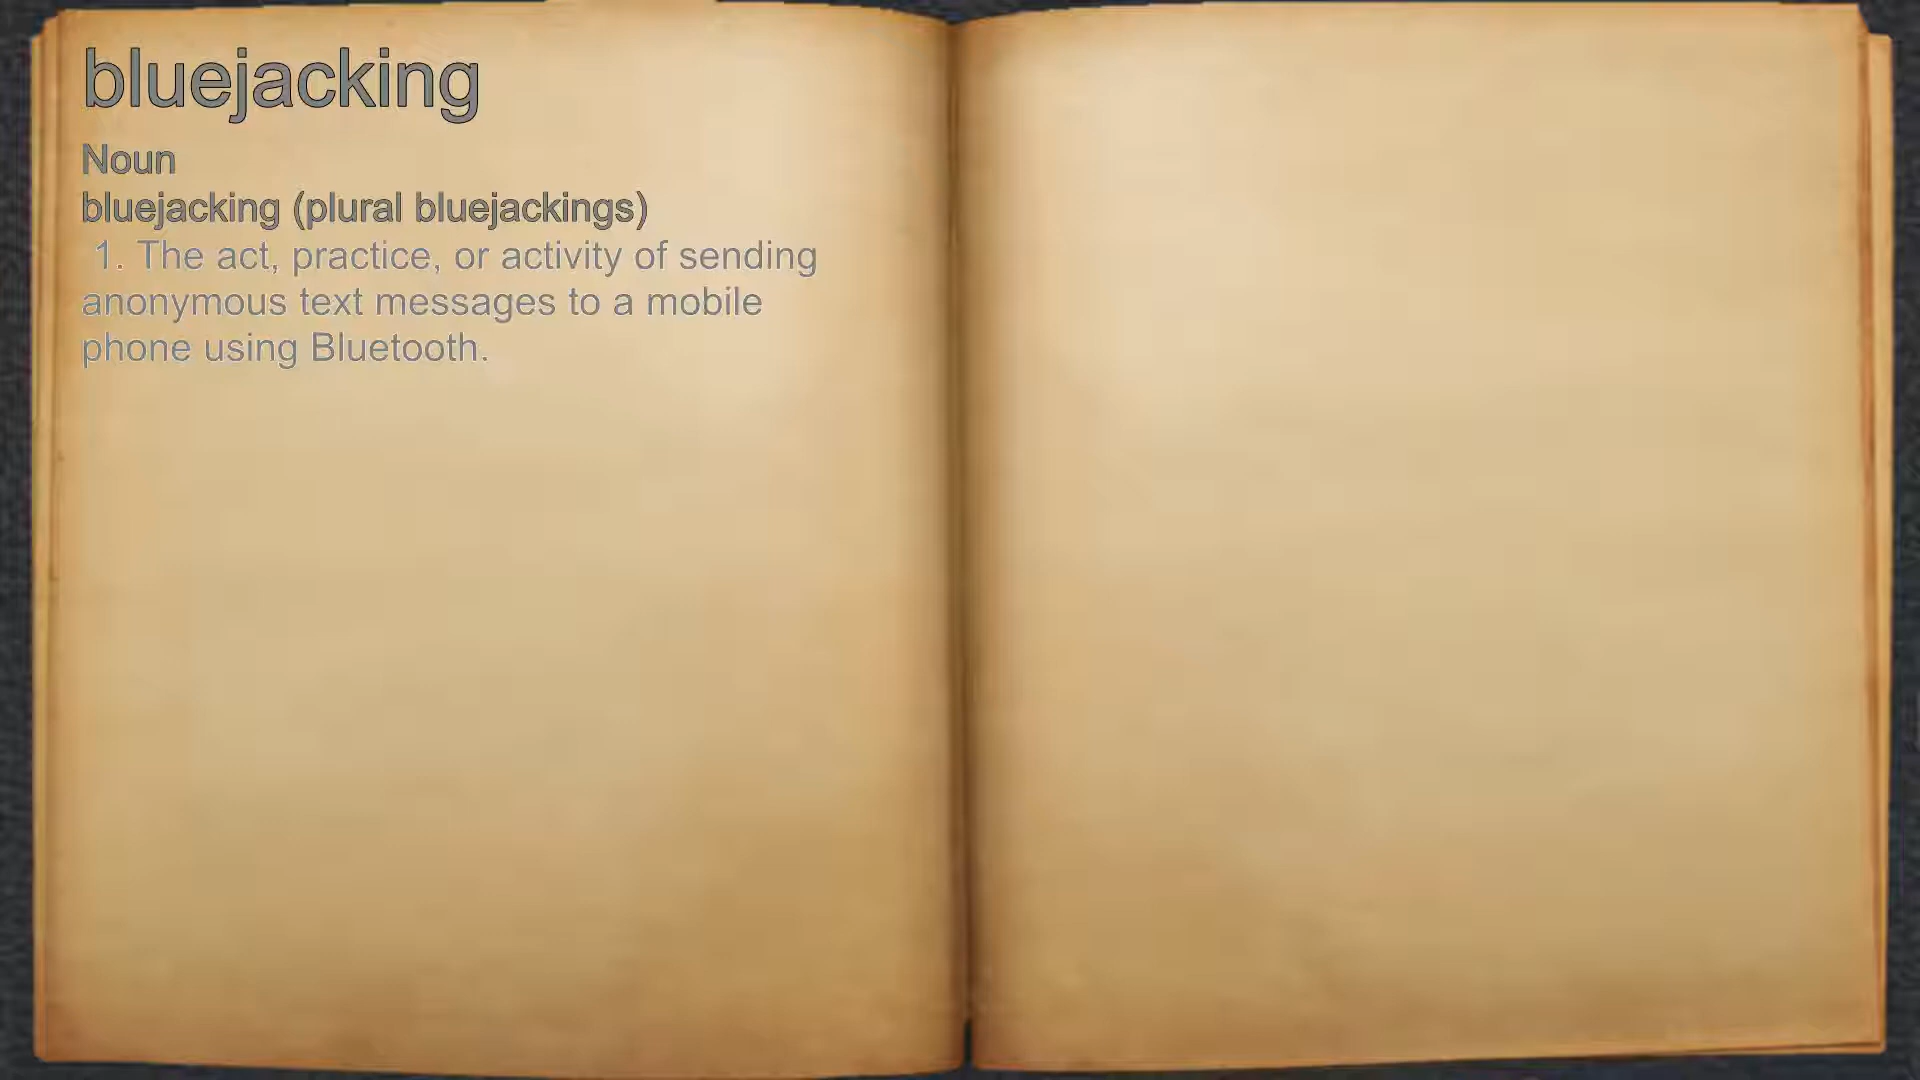 bluejacking
Noun
bluejacking (plural bluejackings)
1. The act, practice, or activity of sending
anonymous text messages to a mobile
phone using Bluetooth.